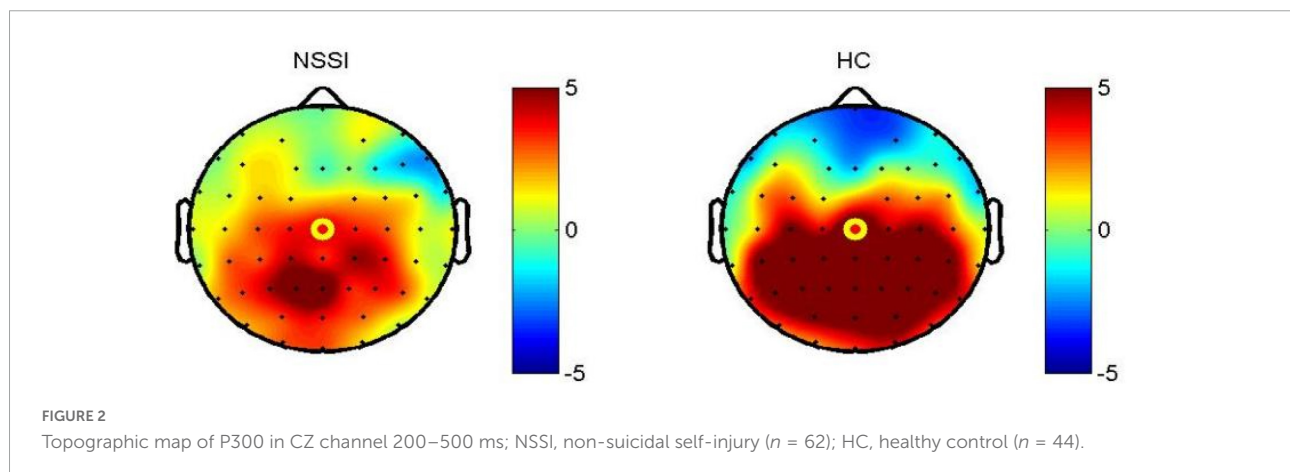 NSSI
HC
5
0
-5
5
0
-5
FIGURE 2
Topographic map of P300 in CZ channel 200–500 ms; NSSI, non-suicidal self-injury (n = 62); HC, healthy control (n = 44).